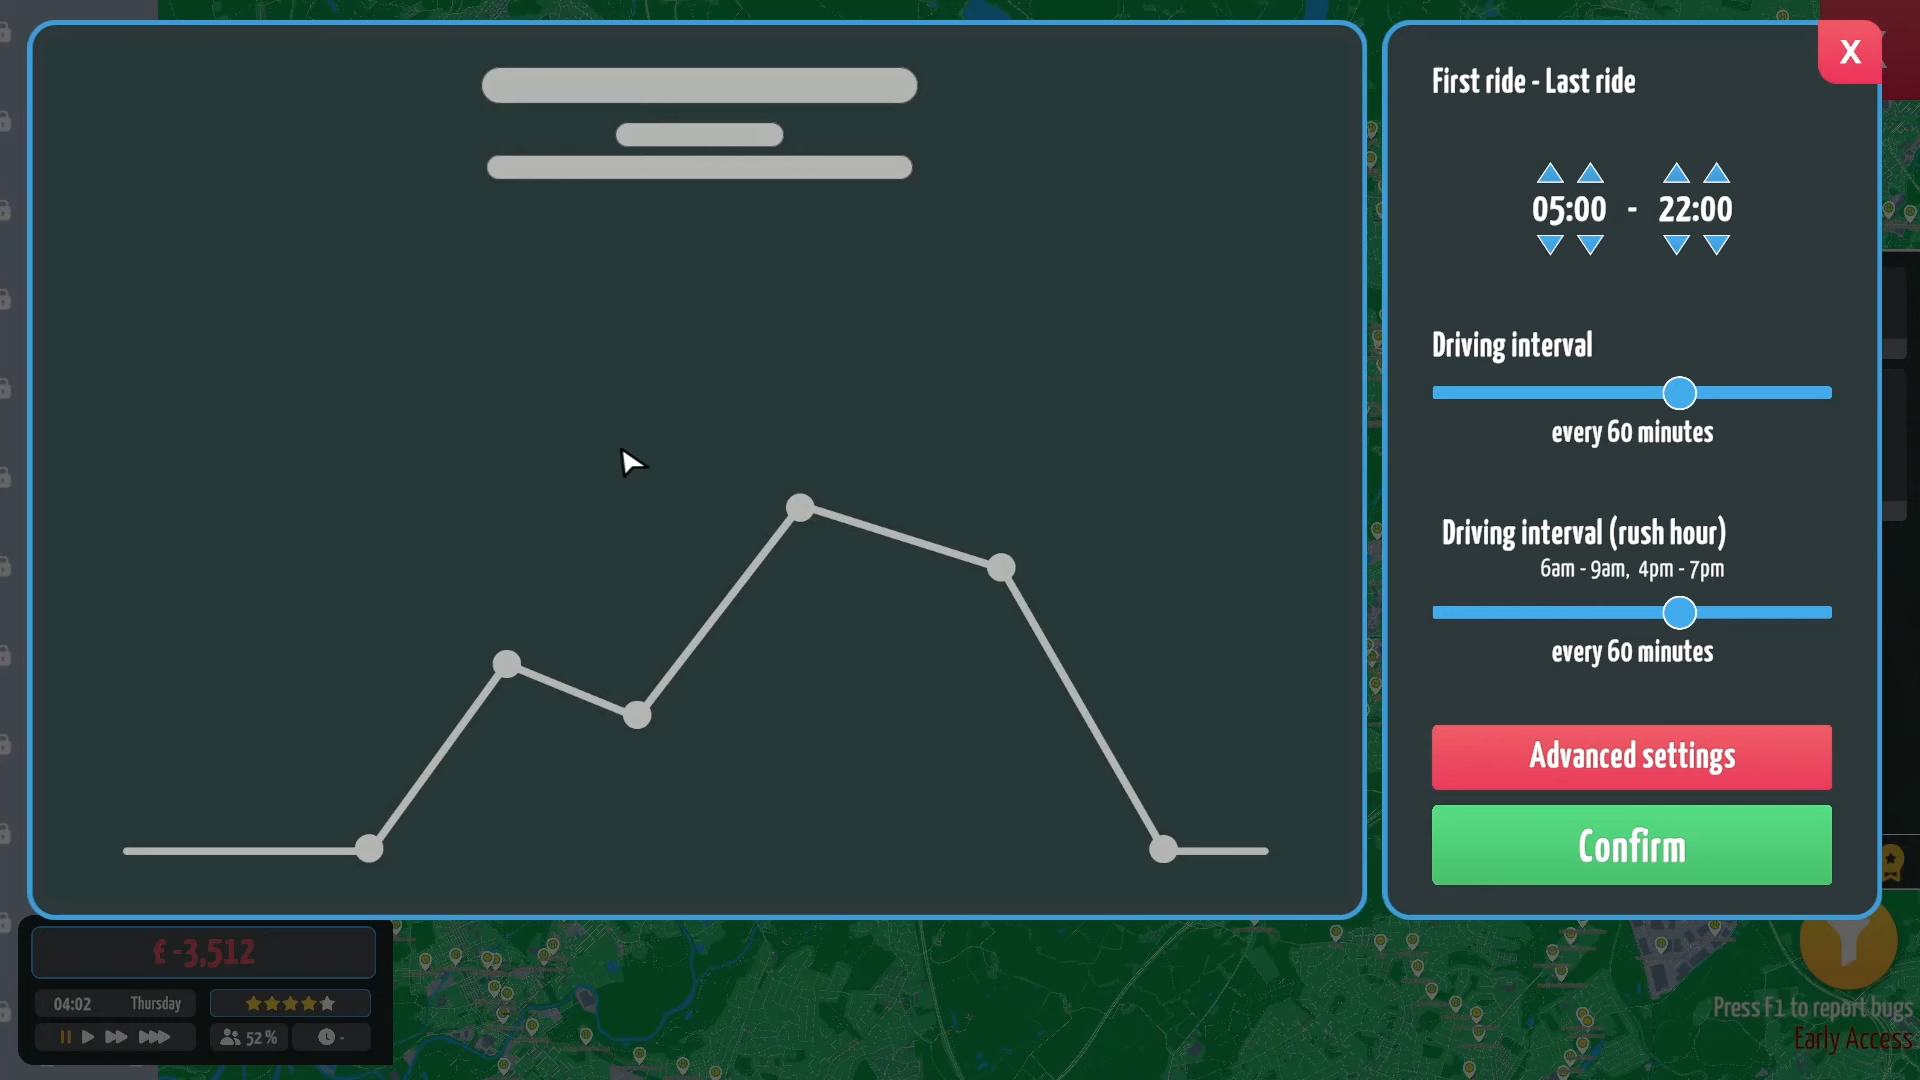 X
First ride - Last ride
05:00 - 22:00
Driving interval
every 60 minutes
Driving interval (rush hour)
6am - 9am, 4pm - 7pm
every 60 minutes
Advanced settings
Confirm
€ -3,512
04:02 Thursday
52 % -
Press F1 to report bugs
Early Access